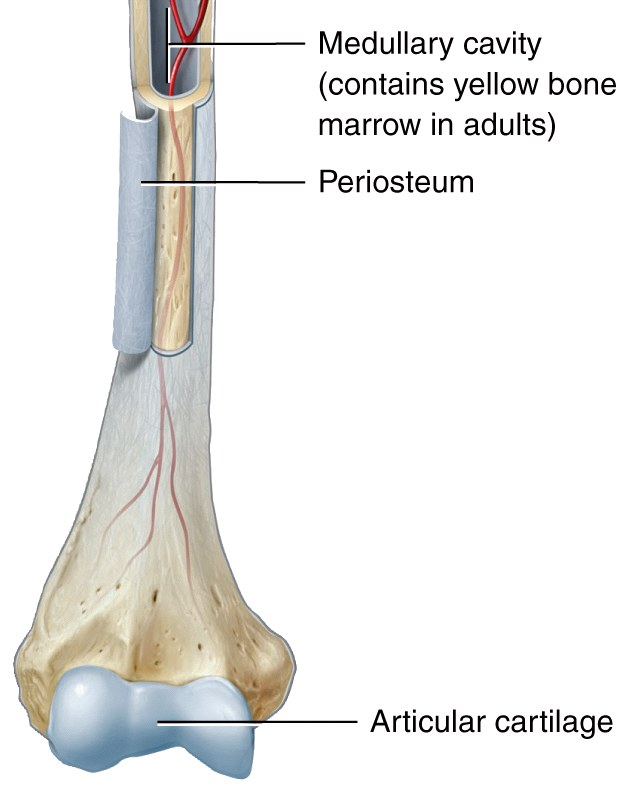 Medullary cavity
(contains yellow bone
marrow in adults)
Periosteum
Articular cartilage